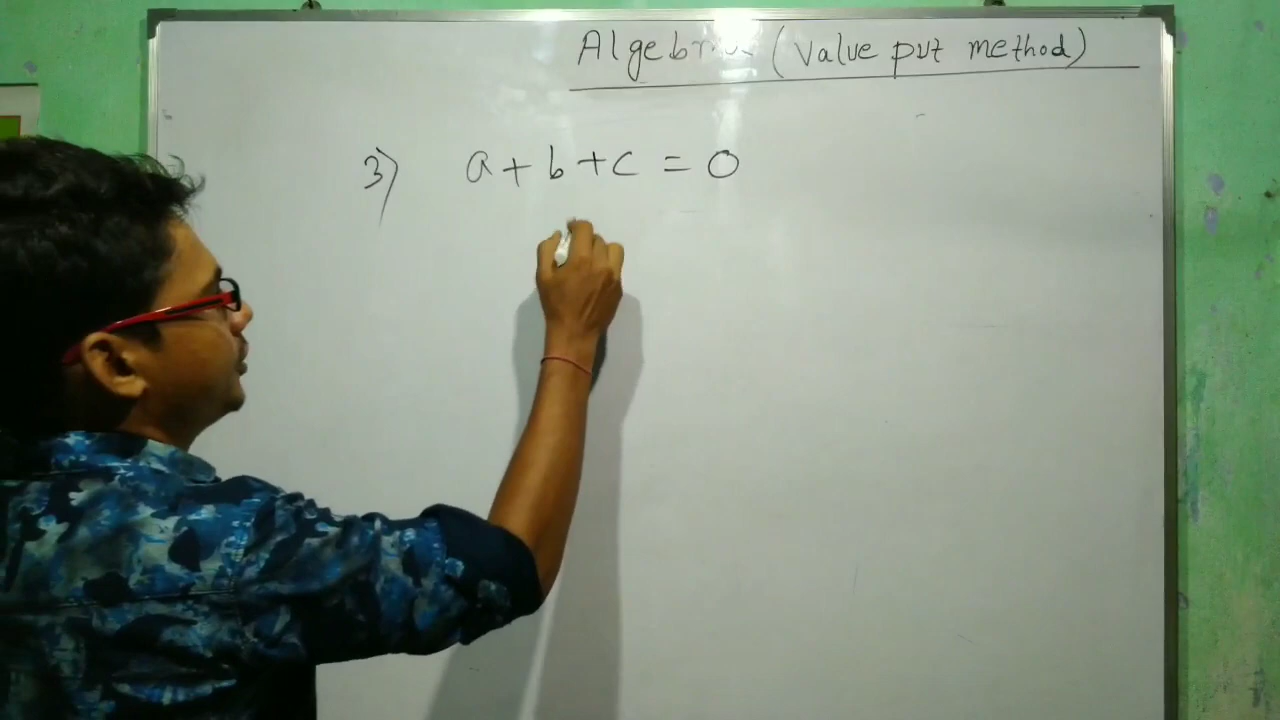 (Value put method)
3) a + b + c = 0